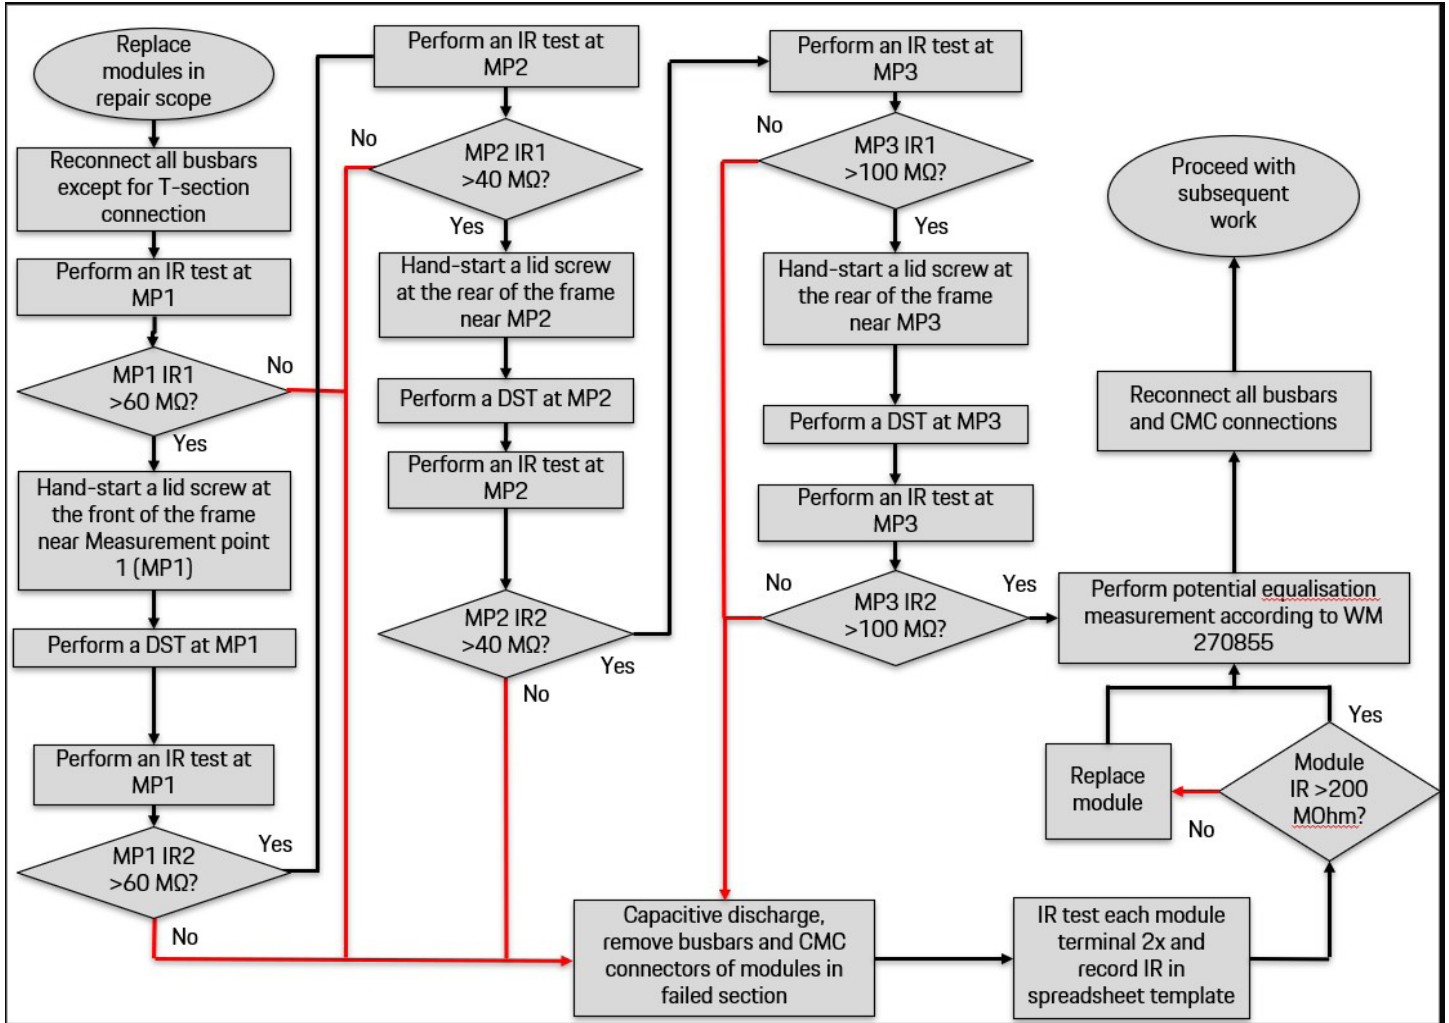 Replace
modules in
repair scope
Reconnect all busbars
except for T-section
connection
Perform an IR test at
MP1
MP1 IR1
>60 MΩ?
No
Yes
Hand-start a lid screw at
the front of the frame
near Measurement point
1 (MP1)
Perform a DST at MP1
Perform an IR test at
MP1
MP1 IR2
>60 MΩ?
Yes
No
Perform an IR test at
MP2
No
MP2 IR1
>40 MΩ?
Yes
Hand-start a lid screw
at the rear of the frame
near MP2
Perform a DST at MP2
Perform an IR test at
MP2
MP2 IR2
>40 MΩ?
Yes
No
Perform an IR test at
MP3
No
MP3 IR1
>100 MΩ?
Yes
Hand-start a lid screw at
the rear of the frame
near MP3
Perform a DST at MP3
Perform an IR test at
MP3
No
MP3 IR2
>100 MΩ?
Yes
Capacitive discharge,
remove busbars and CMC
connectors of modules in
failed section
IR test each module
terminal 2x and
record IR in
spreadsheet template
Module
IR >200
MOhm?
Yes
No
Replace
module
Perform potential equalisation
measurement according to WM
270855
Reconnect all busbars
and CMC connections
Proceed with
subsequent
work